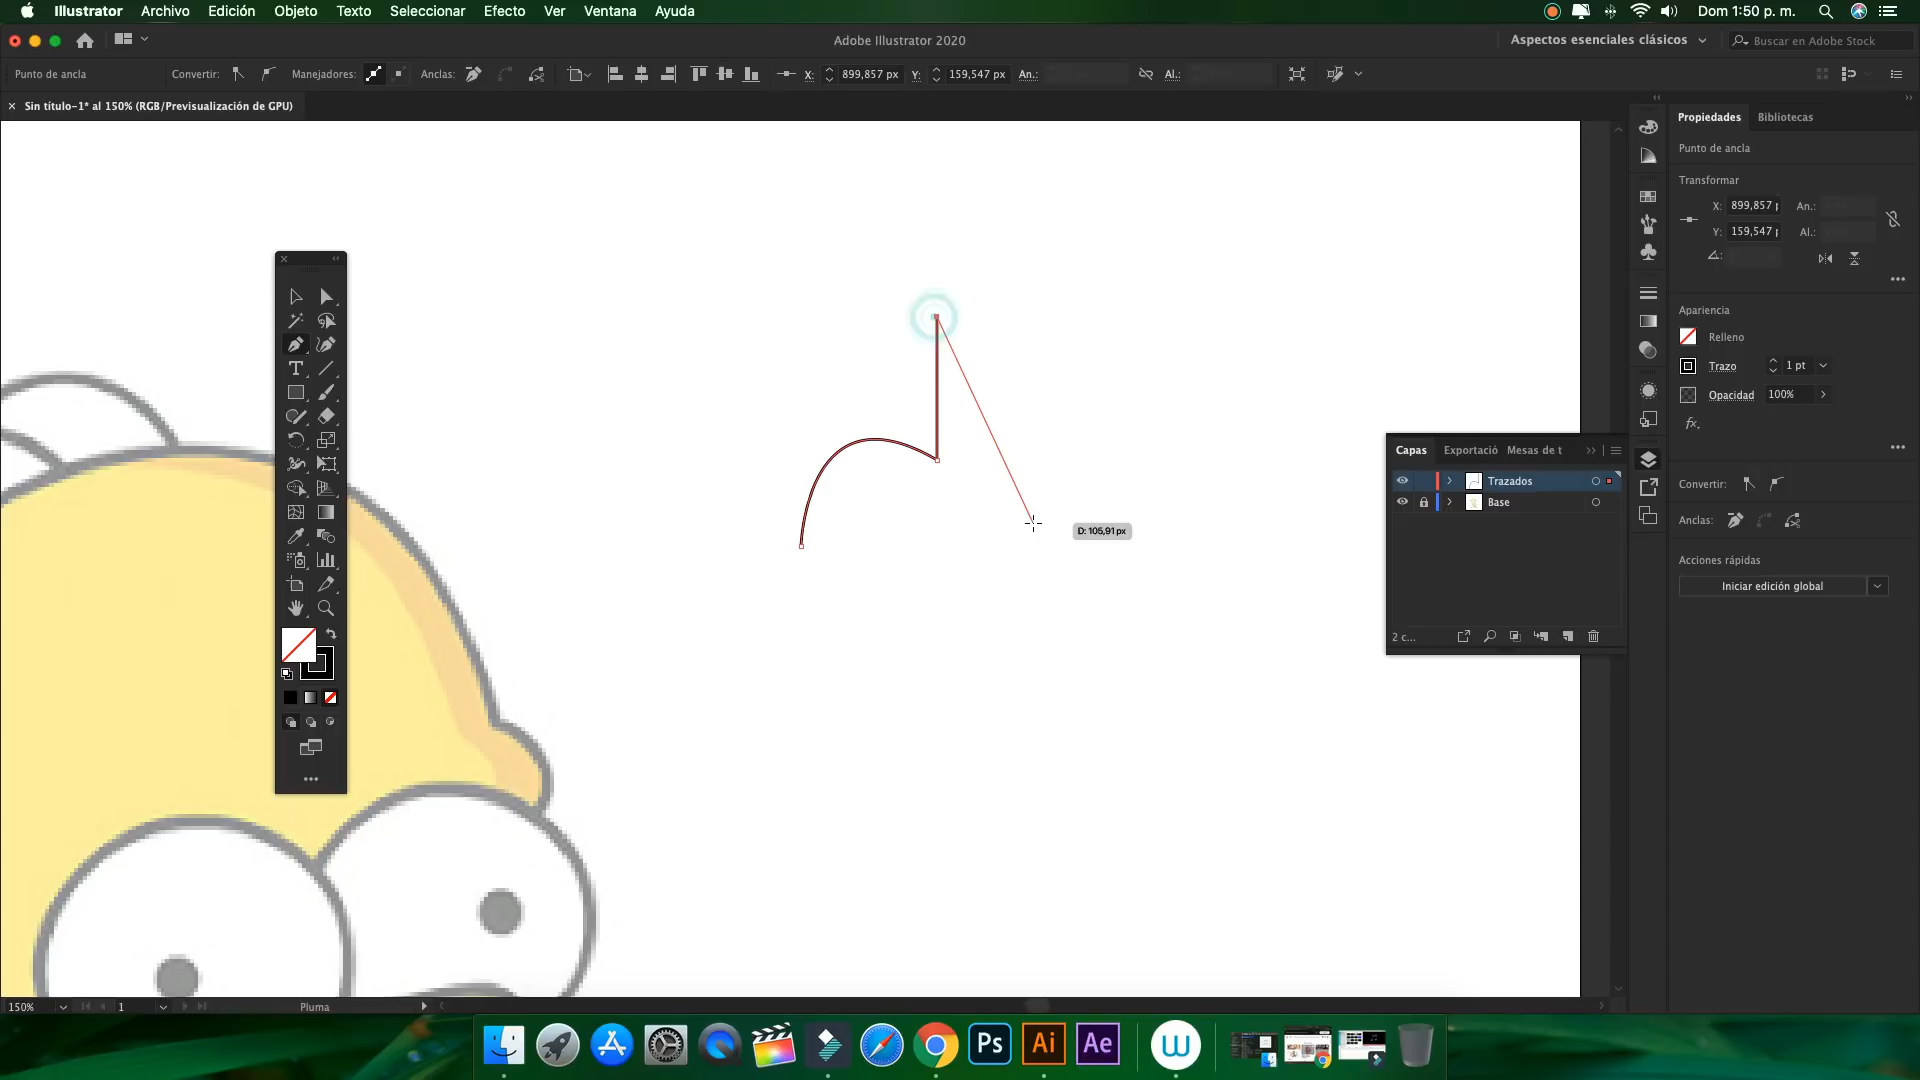 Illustrator Archivo Edición Objeto Texto Seleccionar Efecto Ver Ventana Ayuda Dom 1:50 p. m.
Adobe Illustrator 2020 Aspectos esenciales clásicos Buscar en Adobe Stock
Punto de ancla Convertir: Manejadores: Anclas: X: 899,857 px Y: 159,547 px An.: Al.:
× Sin título-1* al 150% (RGB/Previsualización de GPU)
Propiedades Bibliotecas
Punto de ancla
Transformar
X: 899,857 An.:
Y: 159,547 Al.:
Apariencia
Relleno
Trazo 1 pt
Opacidad 100%
fx.
Capas Exportació Mesas de t
Trazados
Base
2 c...
Convertir:
Anclas:
Acciones rápidas
Iniciar edición global
D: 105,91 px
T
150% 1 Pluma
Ps Ai Ae